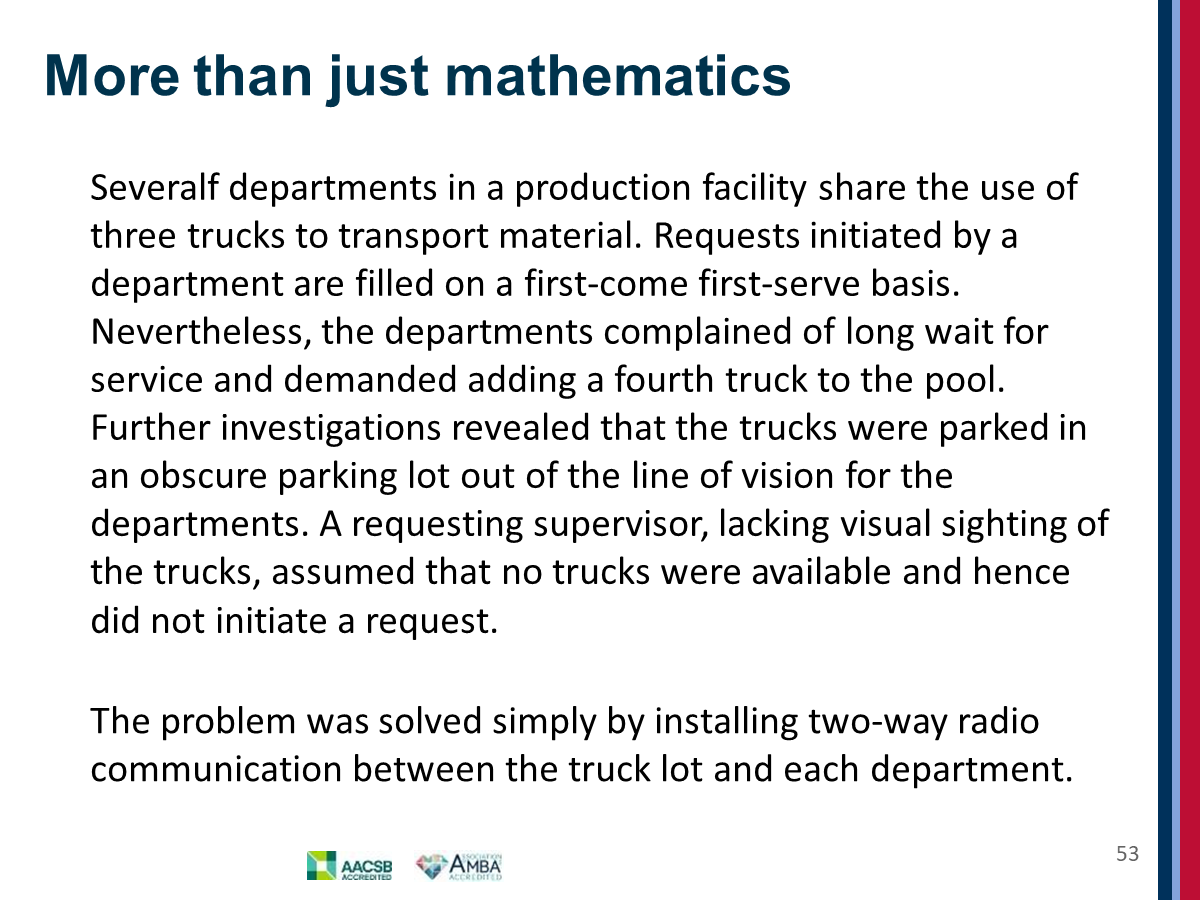 More than just mathematics
Severalf departments in a production facility share the use of
three trucks to transport material. Requests initiated by a
department are filled on a first-come first-serve basis.
Nevertheless, the departments complained of long wait for
service and demanded adding a fourth truck to the pool.
Further investigations revealed that the trucks were parked in
an obscure parking lot out of the line of vision for the
departments. A requesting supervisor, lacking visual sighting of
the trucks, assumed that no trucks were available and hence
did not initiate a request.
The problem was solved simply by installing two-way radio
communication between the truck lot and each department.
AACSB
ACCREDITED
ASSOCIATION
AMBA
ACCREDITED
53